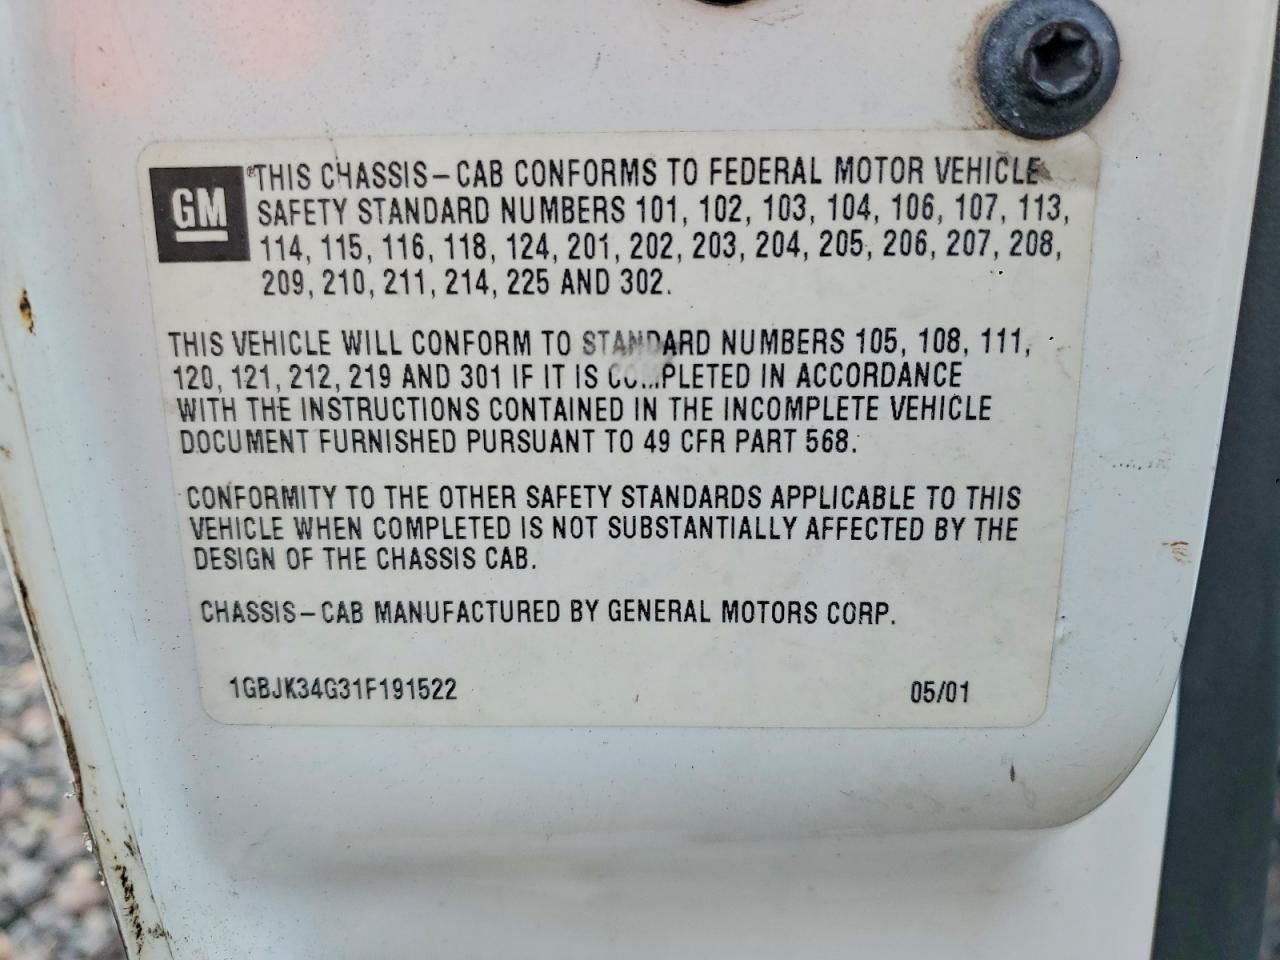 GM
®THIS CHASSIS-CAB CONFORMS TO FEDERAL MOTOR VEHICLE
SAFETY STANDARD NUMBERS 101, 102, 103, 104, 106, 107, 113,
114, 115, 116, 118, 124, 201, 202, 203, 204, 205, 206, 207, 208,
209, 210, 211, 214, 225 AND 302.
THIS VEHICLE WILL CONFORM TO STANDARD NUMBERS 105, 108, 111,
120, 121, 212, 219 AND 301 IF IT IS COMPLETED IN ACCORDANCE
WITH THE INSTRUCTIONS CONTAINED IN THE INCOMPLETE VEHICLE
DOCUMENT FURNISHED PURSUANT TO 49 CFR PART 568.
CONFORMITY TO THE OTHER SAFETY STANDARDS APPLICABLE TO THIS
VEHICLE WHEN COMPLETED IS NOT SUBSTANTIALLY AFFECTED BY THE
DESIGN OF THE CHASSIS CAB.
CHASSIS-CAB MANUFACTURED BY GENERAL MOTORS CORP.
1GBJK34G31F191522 05/01